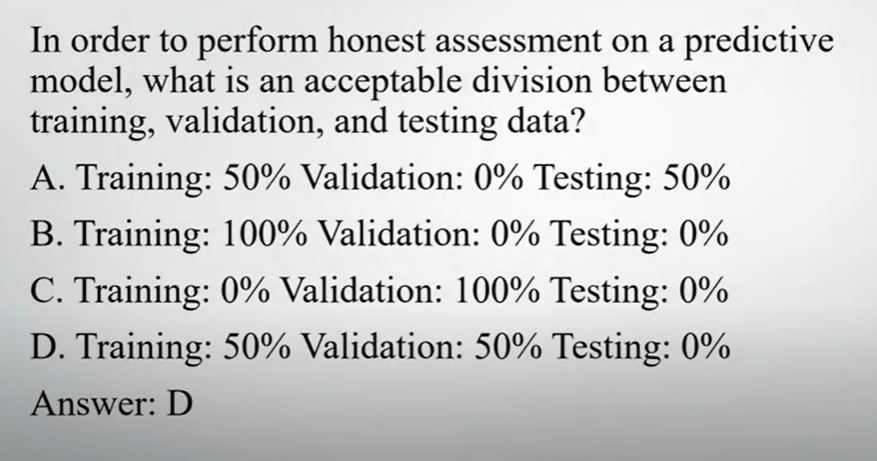 In order to perform honest assessment on a predictive
model, what is an acceptable division between
training, validation, and testing data?
A. Training: 50% Validation: 0% Testing: 50%
B. Training: 100% Validation: 0% Testing: 0%
C. Training: 0% Validation: 100% Testing: 0%
D. Training: 50% Validation: 50% Testing: 0%
Answer: D